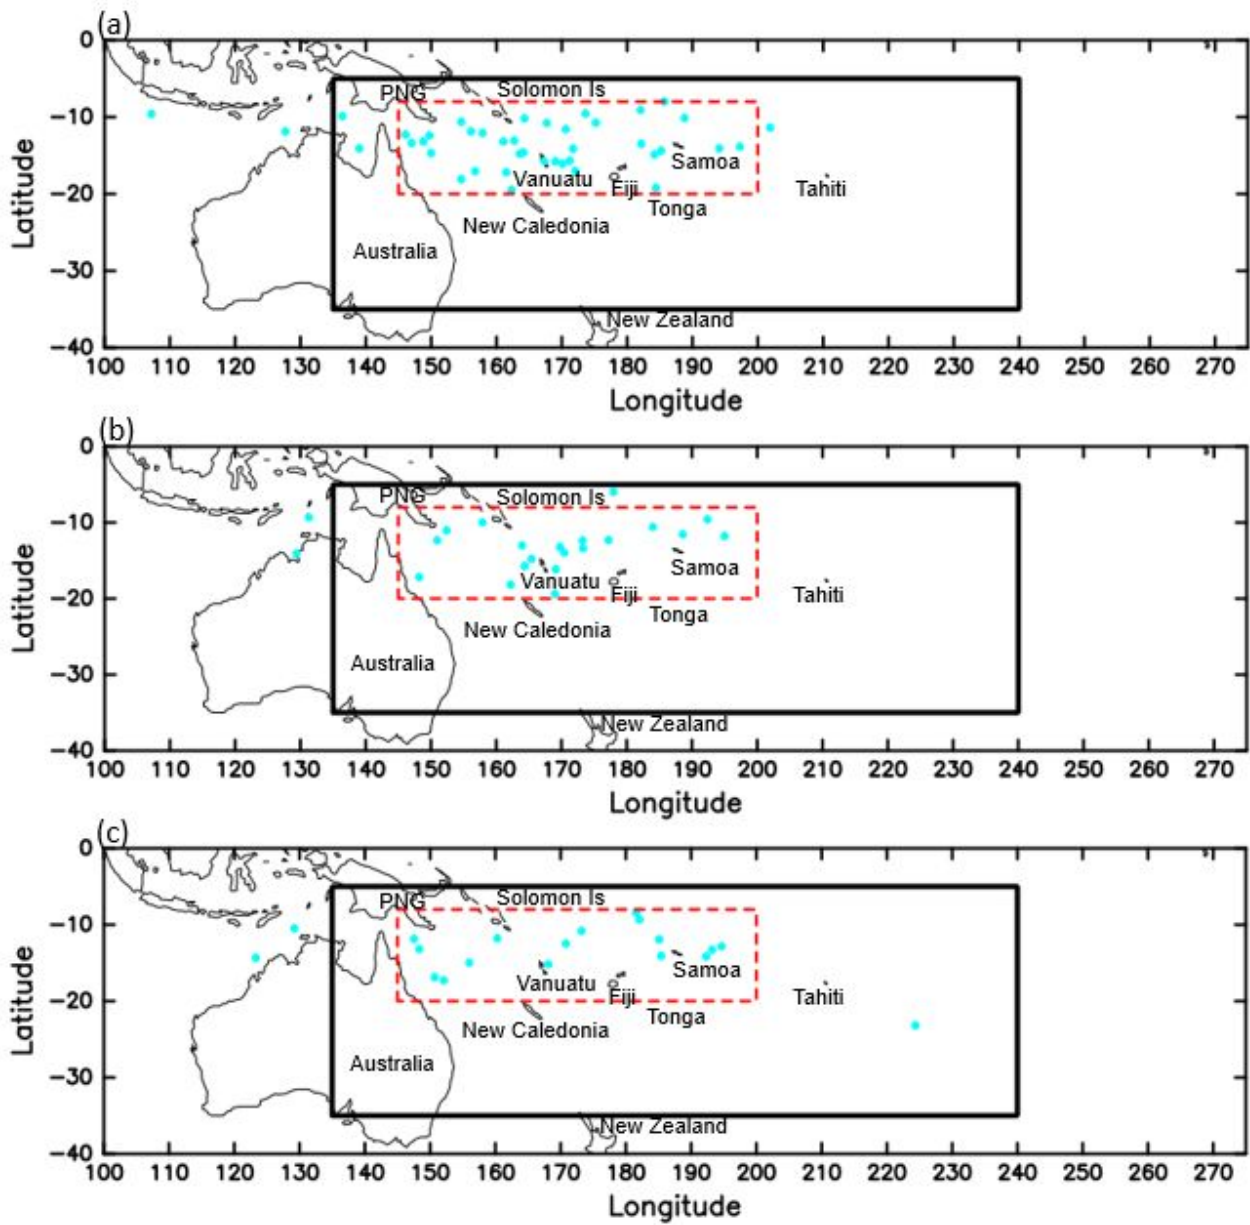 (a)
0
−10
−20
−30
−40
Latitude
PNG
Solomon Is
Samoa
Vanuatu
Fiji
Tahiti
Tonga
New Caledonia
Australia
New Zealand
100 110 120 130 140 150 160 170 180 190 200 210 220 230 240 250 260 270
Longitude
(b)
0
−10
−20
−30
−40
Latitude
PNG
Solomon Is
Samoa
Vanuatu
Fiji
Tahiti
Tonga
New Caledonia
Australia
New Zealand
100 110 120 130 140 150 160 170 180 190 200 210 220 230 240 250 260 270
Longitude
(c)
0
−10
−20
−30
−40
Latitude
PNG
Solomon Is
Samoa
Vanuatu
Fiji
Tahiti
Tonga
New Caledonia
Australia
New Zealand
100 110 120 130 140 150 160 170 180 190 200 210 220 230 240 250 260 270
Longitude